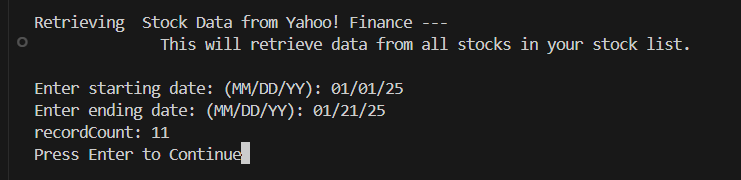 Retrieving  Stock Data from Yahoo! Finance ---
This will retrieve data from all stocks in your stock list.
Enter starting date: (MM/DD/YY): 01/01/25
Enter ending date: (MM/DD/YY): 01/21/25
recordCount: 11
Press Enter to Continue